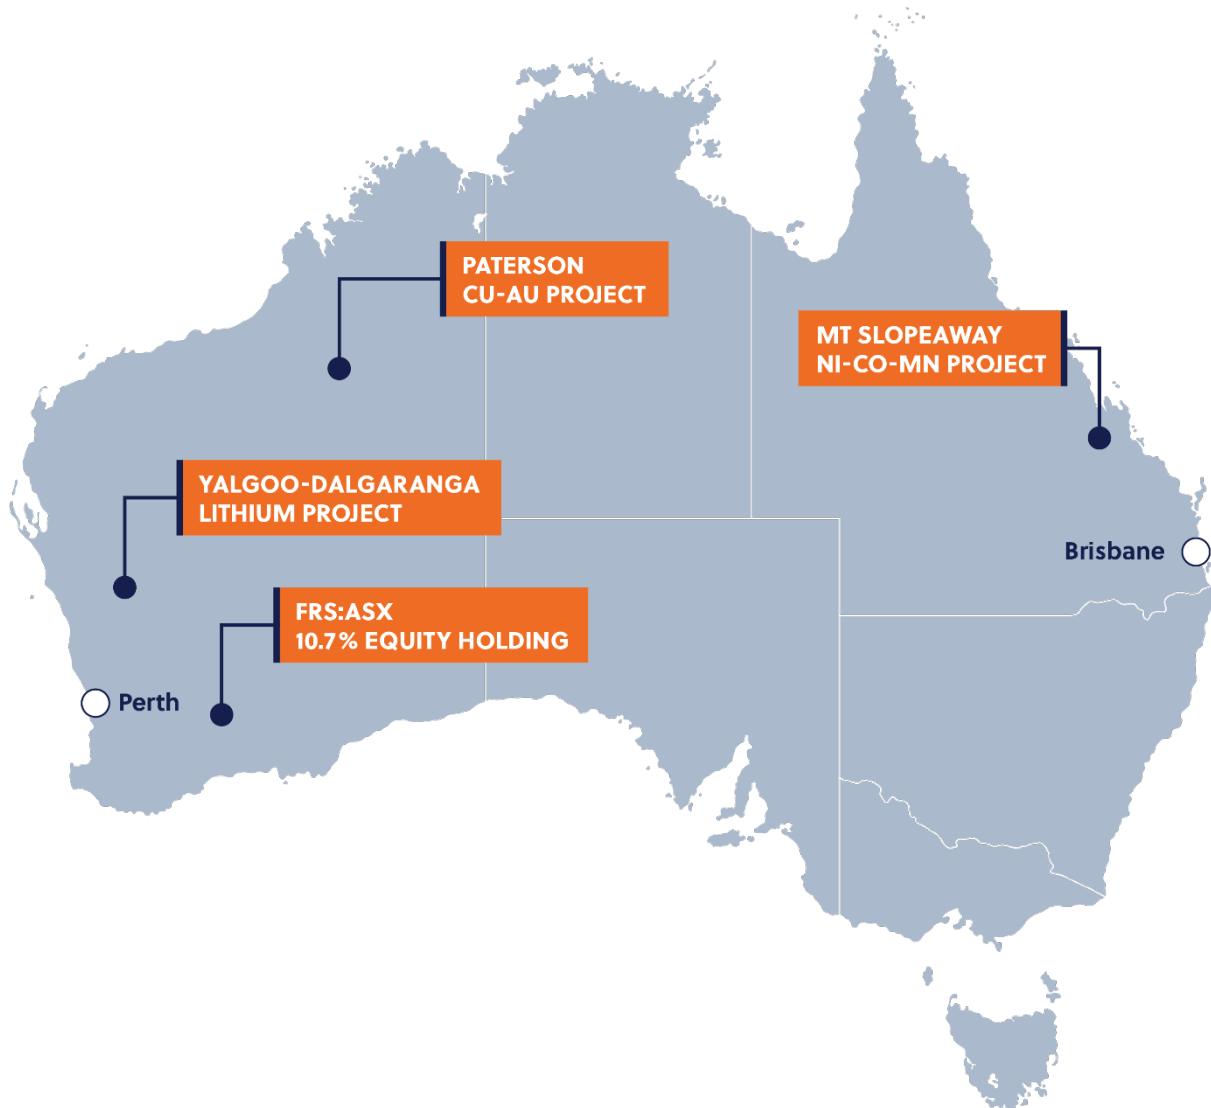 PATERSON
CU-AU PROJECT
MT SLOPEAWAY
NI-CO-MN PROJECT
YALGOO-DALGARANGA
LITHIUM PROJECT
Brisbane
FRS:ASX
10.7% EQUITY HOLDING
Perth